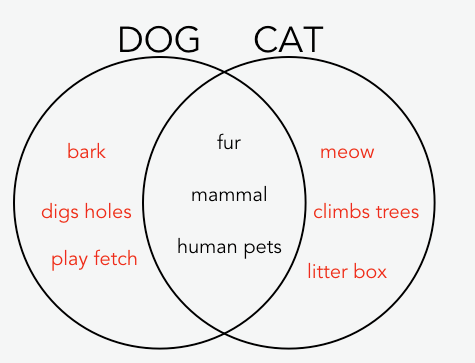 DOG
CAT
bark
digs holes
play fetch
fur
mammal
human pets
meow
climbs trees
litter box